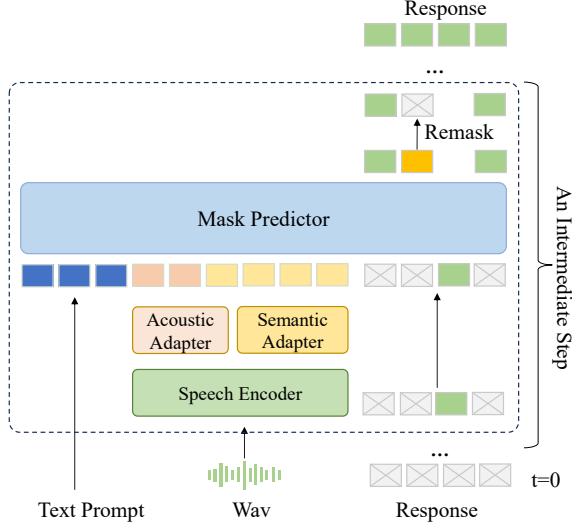 Response
...
Remask
Mask Predictor
An Intermediate Step
Acoustic
Adapter
Semantic
Adapter
Speech Encoder
...
t=0
Text Prompt
Wav
Response